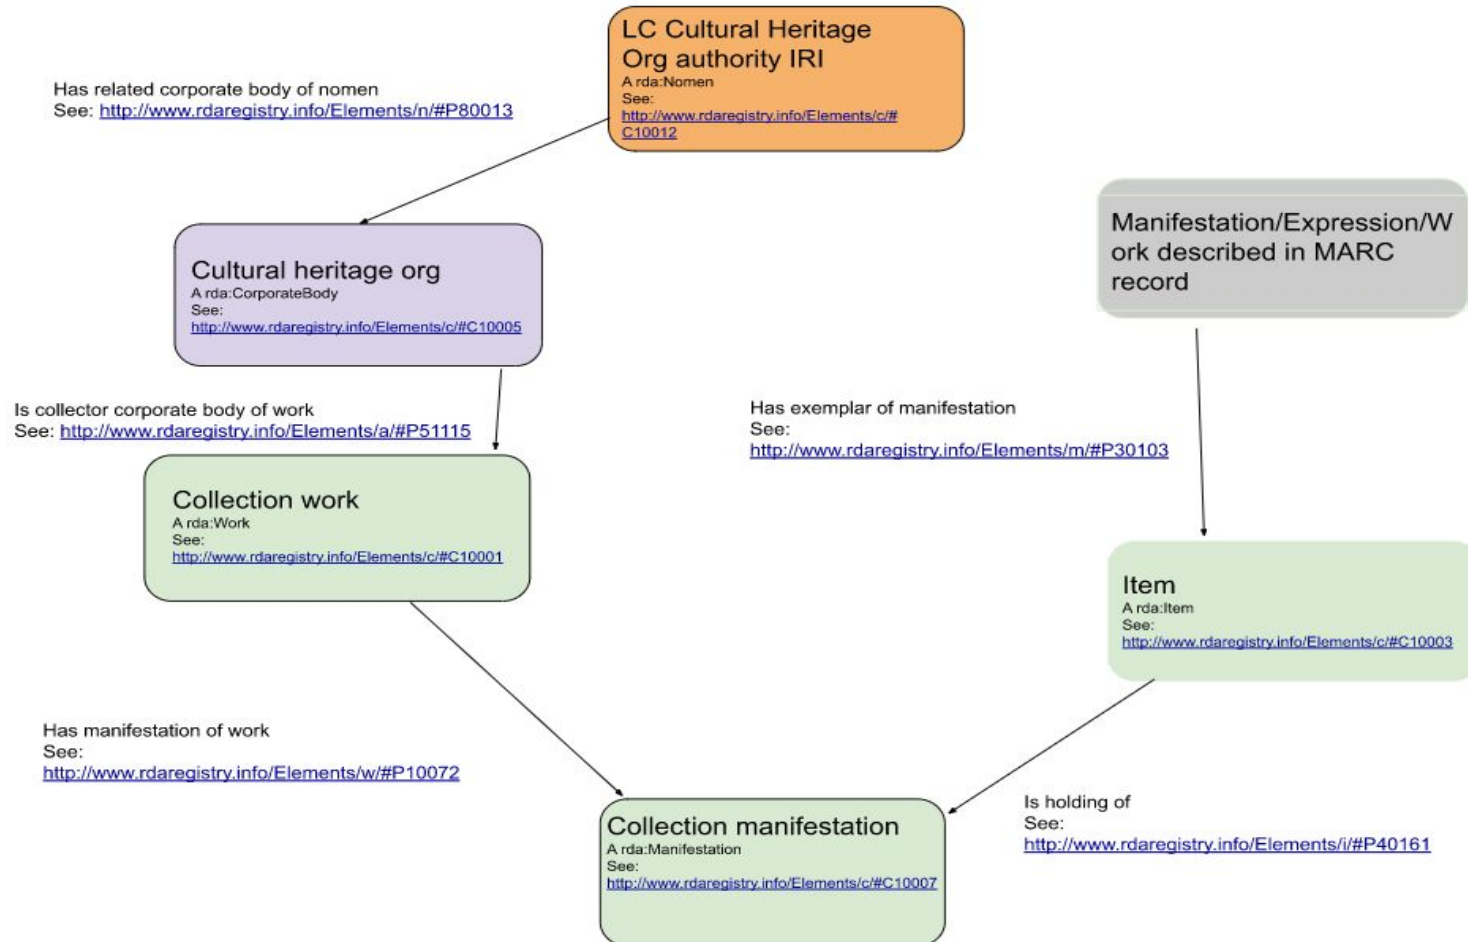 LC Cultural Heritage
Org authority IRI
A rda:Nomen
See:
http://www.rdaregistry.info/Elements/c/#
C10012
Has related corporate body of nomen
See: http://www.rdaregistry.info/Elements/n/#P80013
Cultural heritage org
A rda:CorporateBody
See:
http://www.rdaregistry.info/Elements/c/#C10005
Manifestation/Expression/W
ork described in MARC
record
Is collector corporate body of work
See: http://www.rdaregistry.info/Elements/a/#P51115
Has exemplar of manifestation
See:
http://www.rdaregistry.info/Elements/m/#P30103
Collection work
A rda:Work
See:
http://www.rdaregistry.info/Elements/c/#C10001
Item
A rda:Item
See:
http://www.rdaregistry.info/Elements/c/#C10003
Has manifestation of work
See:
http://www.rdaregistry.info/Elements/w/#P10072
Is holding of
See:
http://www.rdaregistry.info/Elements/i/#P40161
Collection manifestation
A rda:Manifestation
See:
http://www.rdaregistry.info/Elements/c/#C10007